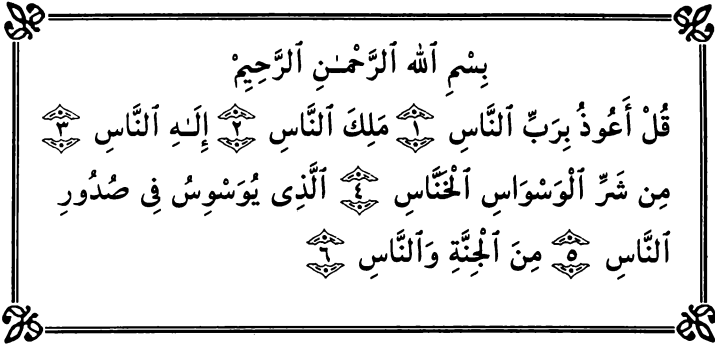 بِسْمِ ٱللهِ ٱلرَّحْمَـٰنِ ٱلرَّحِيمِْ
قُلْ أَعُوذُ بِرَبِّ ٱلنَّاسِ ١ مَلِكَ ٱلنَّاسِ ٢ إِلَـٰهِ ٱلنَّاسِ ٣
مِن شَرِّ ٱلْوَسْوَاسِ ٱلْخَنَّاسِ ٤ ٱلَّذِى يُوَسْوِسُ فِى صُدُورِ
ٱلنَّاسِ ٥ مِنَ ٱلْجِنَّةِ وَٱلنَّاسِ ٦